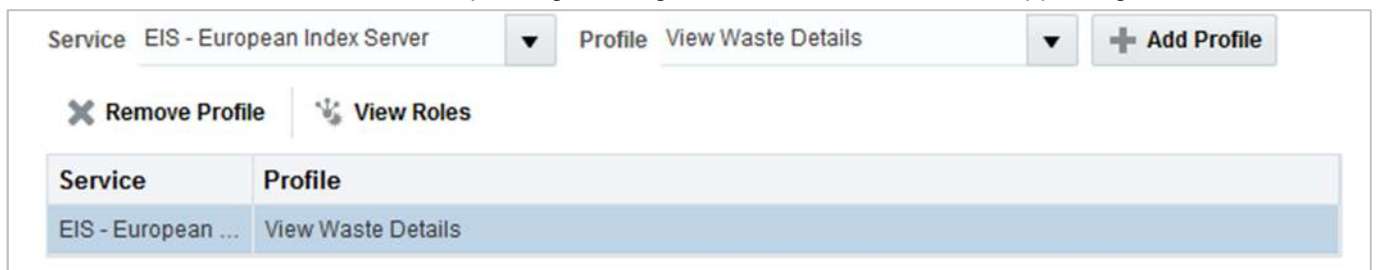 Service EIS - European Index Server Profile View Waste Details Add Profile
Remove Profile View Roles
Service Profile
EIS - European ... View Waste Details